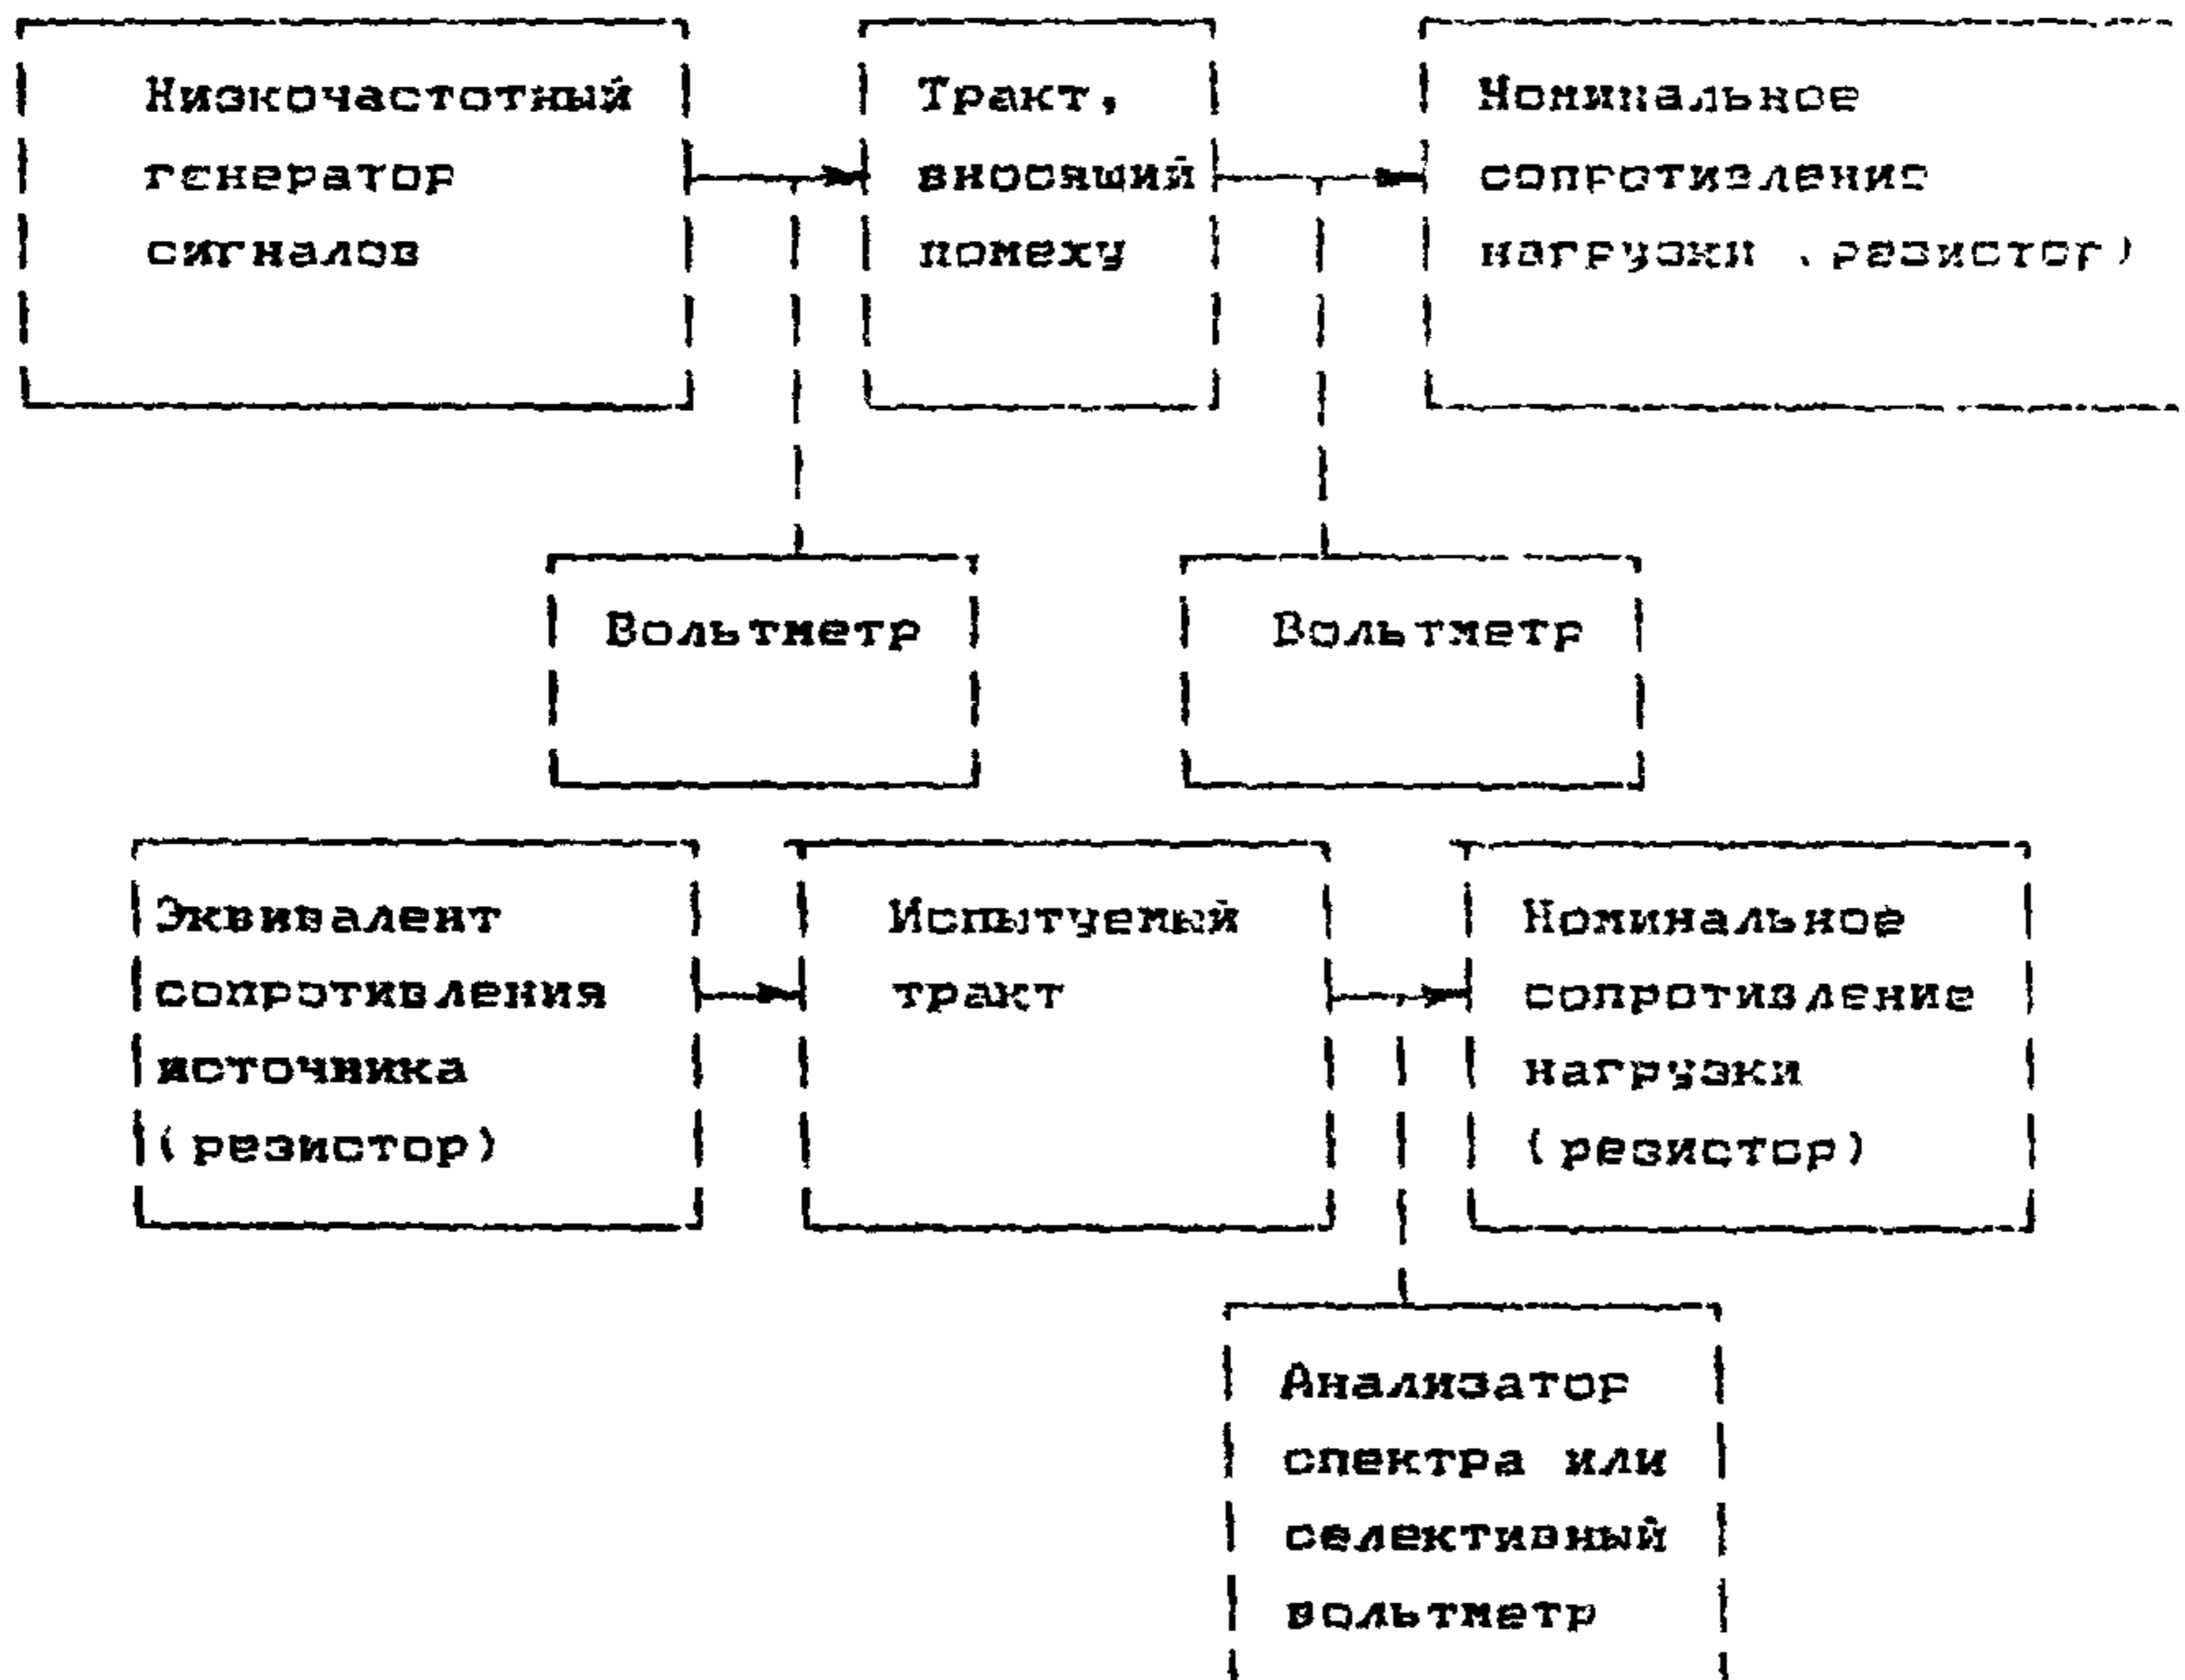 Низкочастотный
генератор
сигналов
Тракт,
вносящий
помеху
Номинальное
сопротивление
нагрузки (резистор)
Вольтметр
Вольтметр
Эквивалент
сопротивления
источника
(резистор)
Испытуемый
тракт
Номинальное
сопротивление
нагрузки
(резистор)
Анализатор
спектра или
селективный
вольтметр